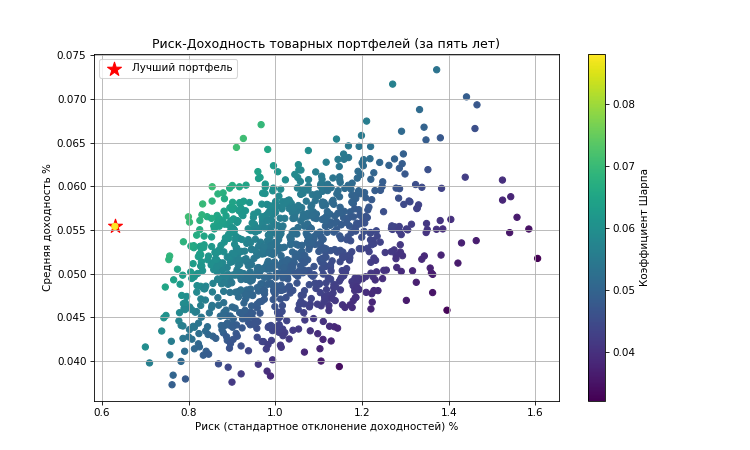 Риск-Доходность товарных портфелей (за пять лет)
Лучший портфель
Средняя доходность %
0.075
0.070
0.065
0.060
0.055
0.050
0.045
0.040
0.6 0.8 1.0 1.2 1.4 1.6
Риск (стандартное отклонение доходностей) %
0.08
0.07
0.06
0.05
0.04
Коэффициент Шарпа